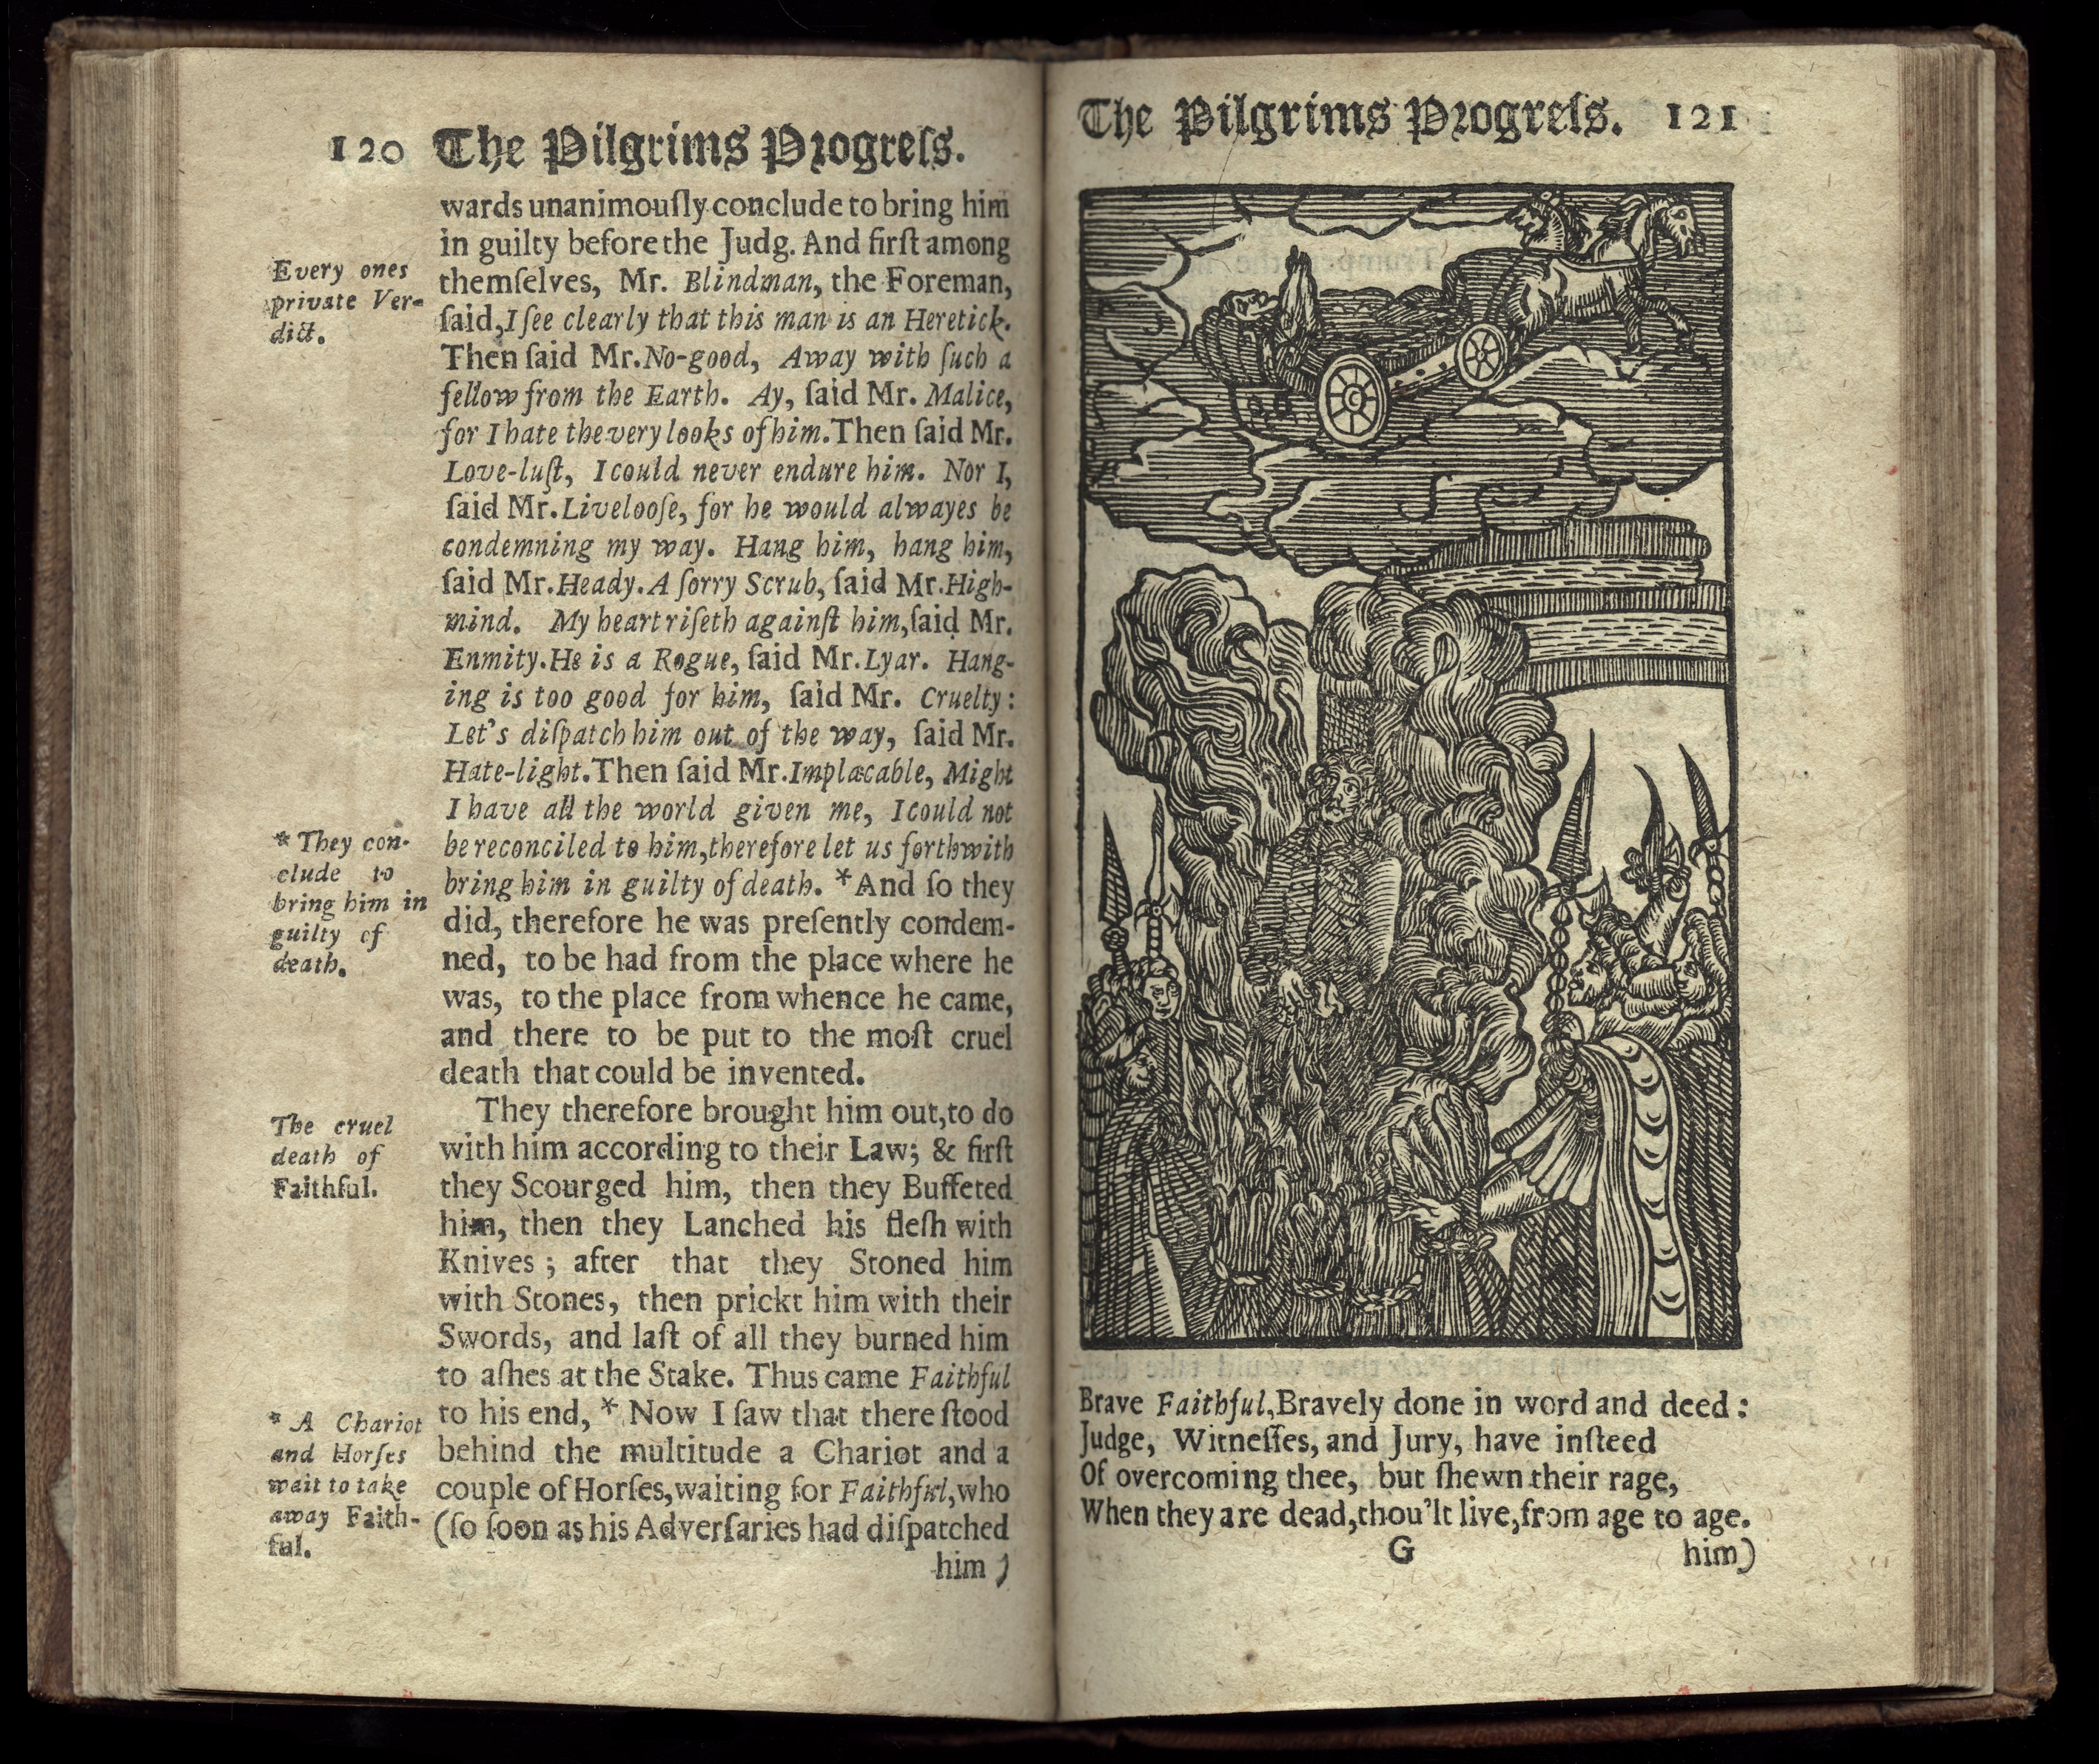 120 The Pilgrims Progreſs.
wards unanimouſly conclude to bring him
in guilty before the Judg. And firſt among
Every ones
private Ver-
dict.
themſelves, Mr. Blindman, the Foreman,
ſaid, I ſee clearly that this man is an Heretick.
Then ſaid Mr. No-good, Away with ſuch a
fellow from the Earth. Ay, ſaid Mr. Malice,
for I hate the very looks of him. Then ſaid Mr.
Love-luſt, I could never endure him. Nor I,
ſaid Mr. Livelooſe, for he would alwayes be
condemning my way. Hang him, hang him,
ſaid Mr. Heady. A ſorry Scrub, ſaid Mr. High-
mind. My heart riſeth againſt him, ſaid Mr.
Enmity. He is a Rogue, ſaid Mr. Lyar. Hang-
ing is too good for him, ſaid Mr. Cruelty:
Let's diſpatch him out of the way, ſaid Mr.
Hate-light. Then ſaid Mr. Implacable, Might
I have all the world given me, I could not
* They con-
clude to
bring him in
guilty of
death.
be reconciled to him, therefore let us forthwith
bring him in guilty of death. * And ſo they
did, therefore he was preſently condem-
ned, to be had from the place where he
was, to the place from whence he came,
and there to be put to the moſt cruel
death that could be invented.
The cruel
death of
Faithful.
They therefore brought him out, to do
with him according to their Law; & firſt
they Scourged him, then they Buffeted
him, then they Lanched his fleſh with
Knives; after that they Stoned him
with Stones, then prickt him with their
Swords, and laſt of all they burned him
to aſhes at the Stake. Thus came Faithful
* A Chariot
and Horſes
wait to take
away Faith-
ful.
to his end, * Now I ſaw that there ſtood
behind the multitude a Chariot and a
couple of Horſes, waiting for Faithful, who
(ſo ſoon as his Adverſaries had diſpatched
him)
The Pilgrims Progreſs. 121
Brave Faithful, Bravely done in word and deed:
Judge, Witneſſes, and Jury, have inſteed
Of overcoming thee, but ſhewn their rage,
When they are dead, thou'lt live, from age to age.
G him)